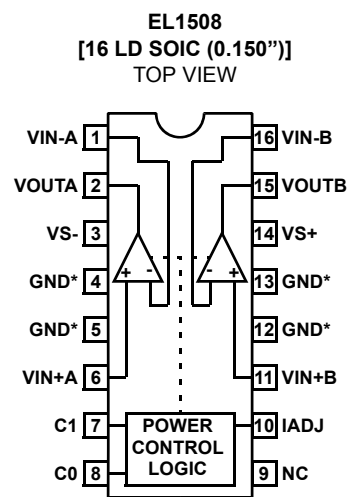 EL1508
[16 LD SOIC (0.150”)]
TOP VIEW
VIN-A 1
16 VIN-B
VOUTA 2
15 VOUTB
VS- 3
14 VS+
+ -
- +
GND* 4
13 GND*
GND* 5
12 GND*
VIN+A 6
11 VIN+B
C1 7
POWER
CONTROL
LOGIC
10 IADJ
C0 8
9 NC